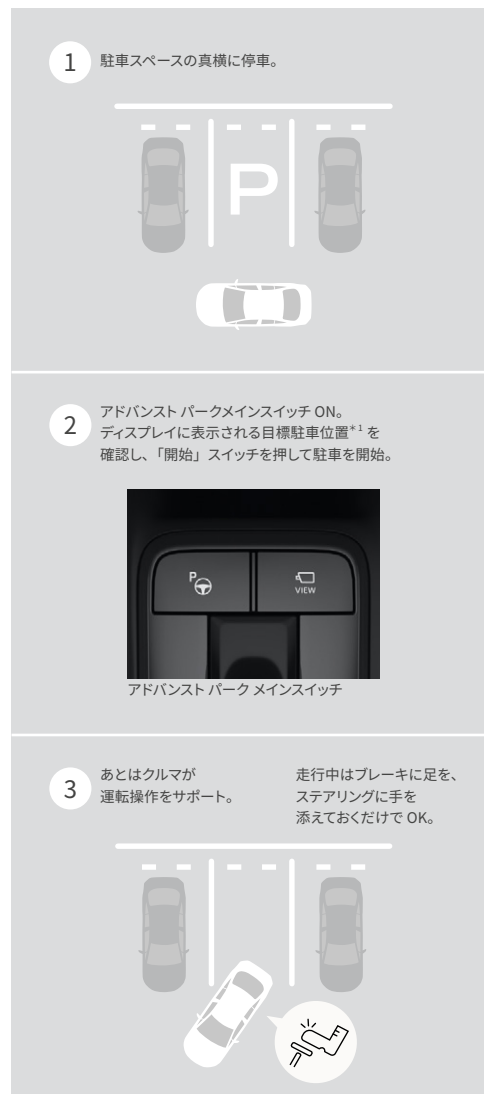 1
駐車スペースの真横に停車。
P
2
アドバンスト パークメインスイッチ ON。
ディスプレイに表示される目標駐車位置＊1 を
確認し、「開始」スイッチを押して駐車を開始。
P
VIEW
アドバンスト パーク メインスイッチ
3
あとはクルマが
運転操作をサポート。
走行中はブレーキに足を、
ステアリングに手を
添えておくだけで OK。